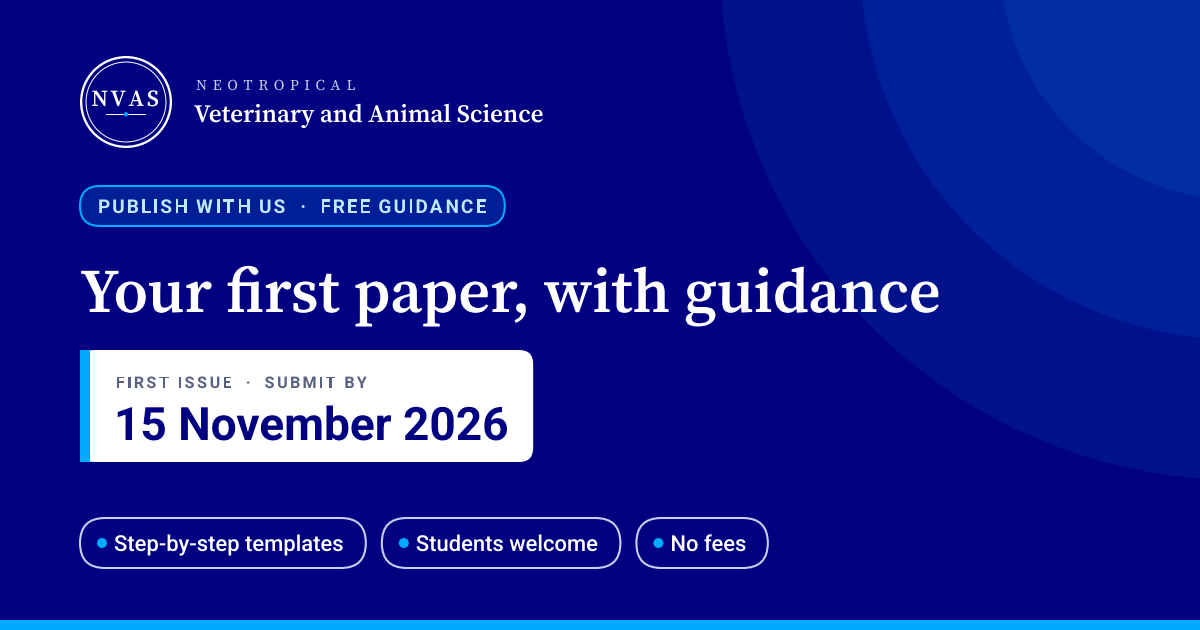 NVAS
NEOTROPICAL
Veterinary and Animal Science
PUBLISH WITH US · FREE GUIDANCE
Your first paper, with guidance
FIRST ISSUE · SUBMIT BY
15 November 2026
Step-by-step templates
Students welcome
No fees